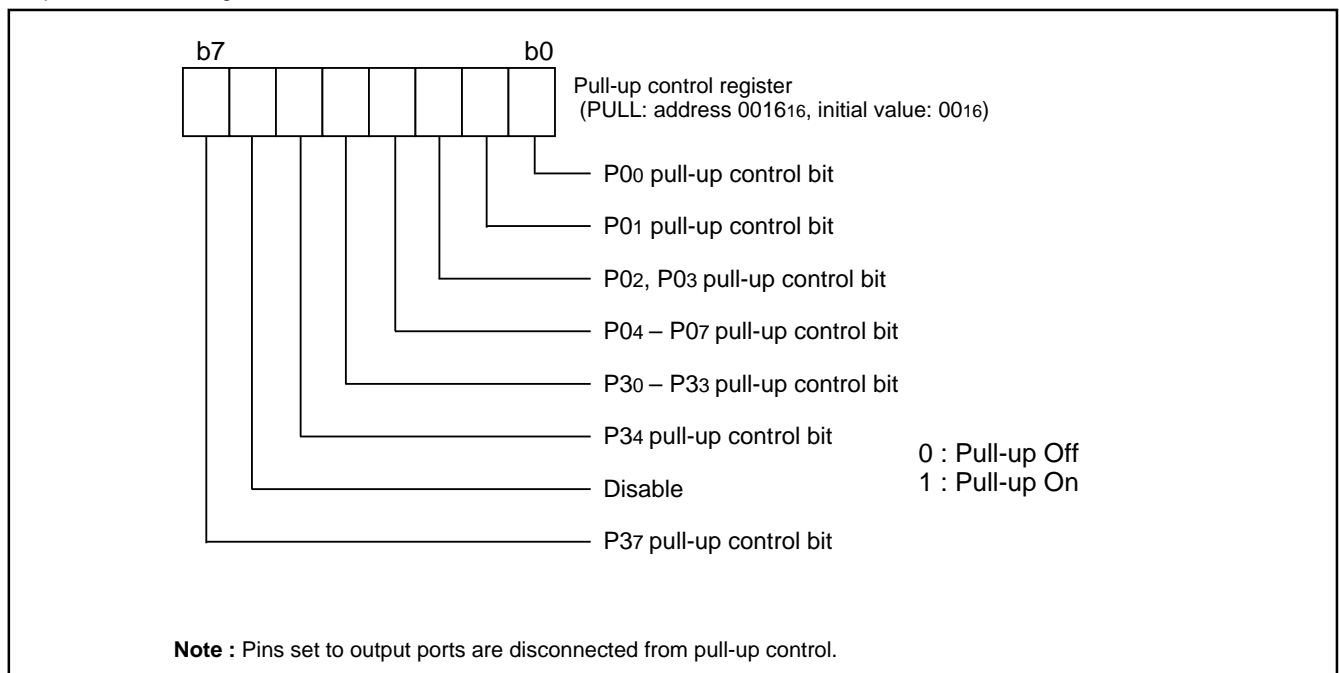 b7 b0
Pull-up control register
(PULL: address 001616, initial value: 0016)
P00 pull-up control bit
P01 pull-up control bit
P02, P03 pull-up control bit
P04 – P07 pull-up control bit
P30 – P33 pull-up control bit
P34 pull-up control bit
0 : Pull-up Off
Disable
1 : Pull-up On
P37 pull-up control bit
Note : Pins set to output ports are disconnected from pull-up control.